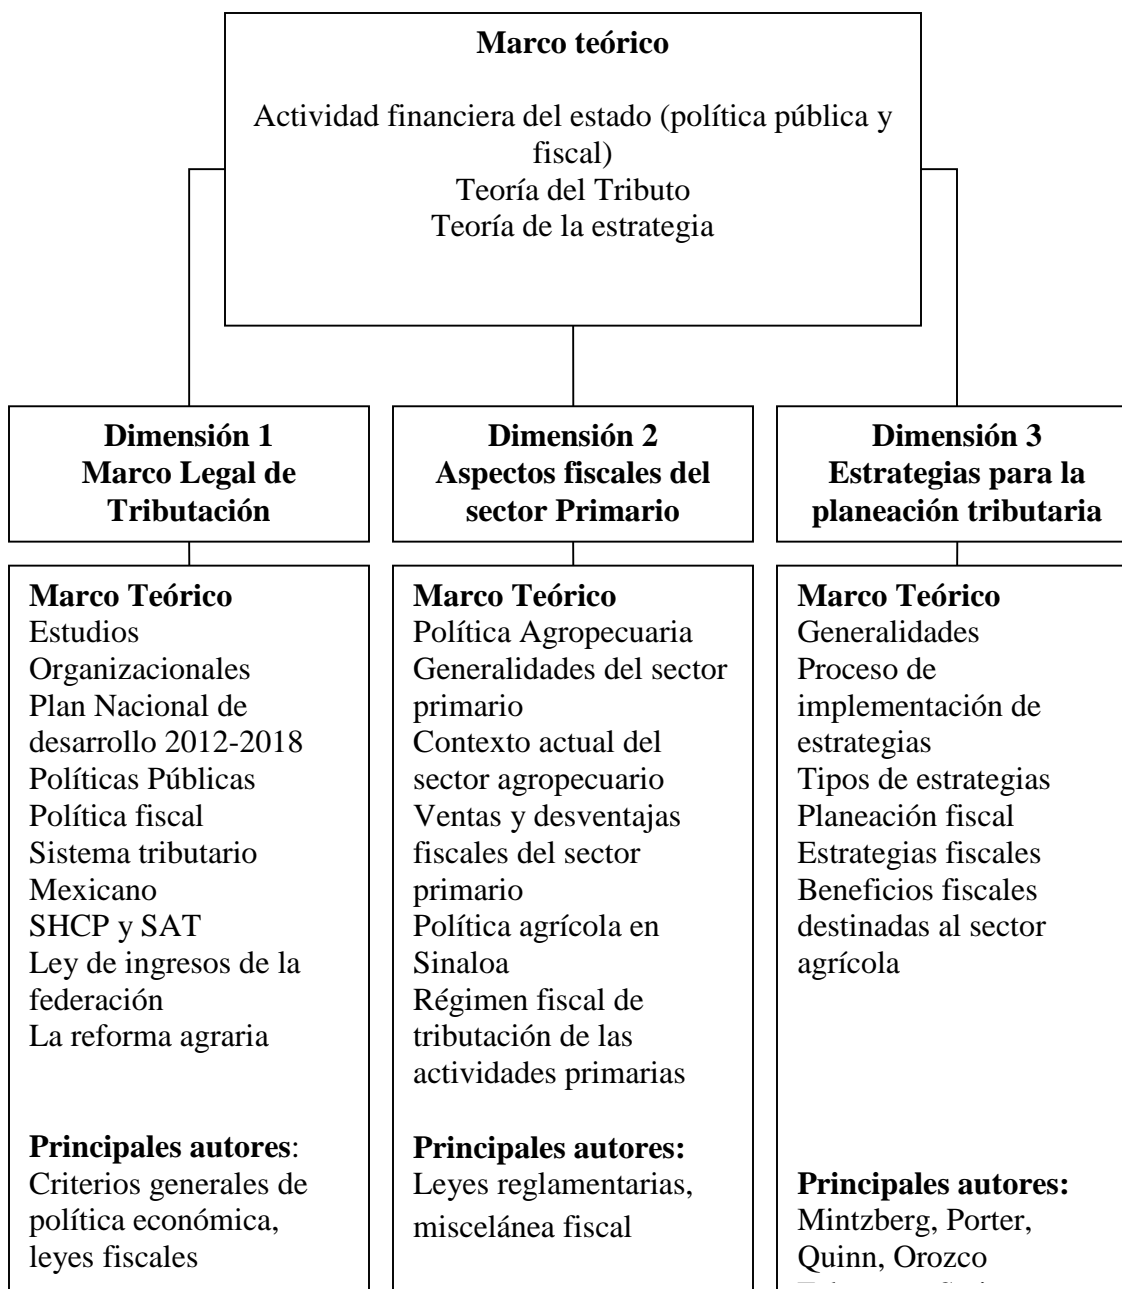 Marco teórico
Actividad financiera del estado (política pública y
fiscal)
Teoría del Tributo
Teoría de la estrategia
Dimensión 1
Marco Legal de
Tributación
Dimensión 2
Aspectos fiscales del
sector Primario
Dimensión 3
Estrategias para la
planeación tributaria
Marco Teórico
Estudios
Organizacionales
Plan Nacional de
desarrollo 2012-2018
Políticas Públicas
Política fiscal
Sistema tributario
Mexicano
SHCP y SAT
Ley de ingresos de la
federación
La reforma agraria
Principales autores:
Criterios generales de
política económica,
leyes fiscales
Marco Teórico
Política Agropecuaria
Generalidades del sector
primario
Contexto actual del
sector agropecuario
Ventas y desventajas
fiscales del sector
primario
Política agrícola en
Sinaloa
Régimen fiscal de
tributación de las
actividades primarias
Principales autores:
Leyes reglamentarias,
miscelánea fiscal
Marco Teórico
Generalidades
Proceso de
implementación de
estrategias
Tipos de estrategias
Planeación fiscal
Estrategias fiscales
Beneficios fiscales
destinadas al sector
agrícola
Principales autores:
Mintzberg, Porter,
Quinn, Orozco